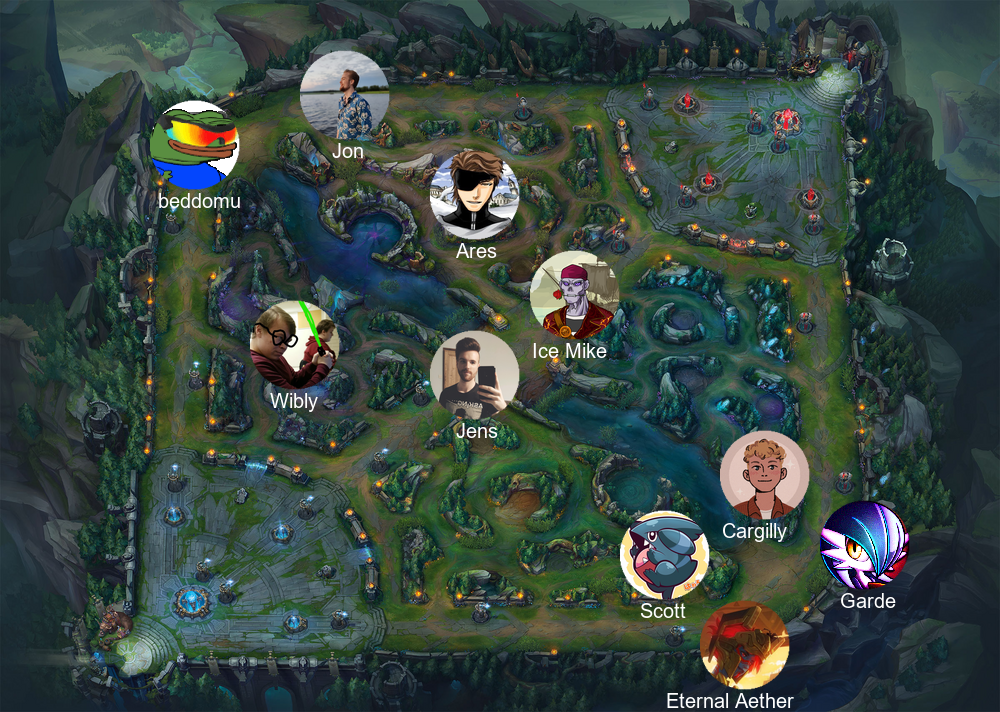 Jon
beddomu
Ares
Ice Mike
Wibly
Jens
Cargilly
Scott
Garde
Eternal Aether